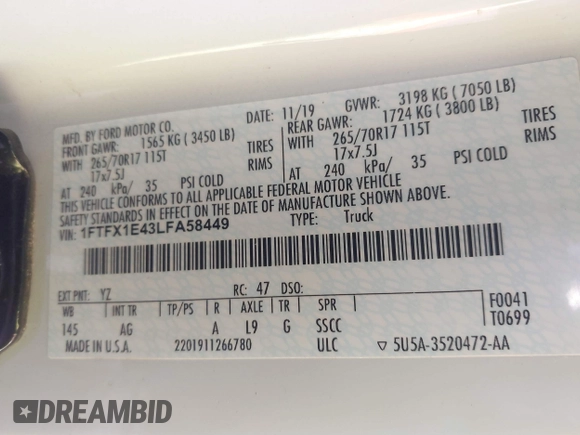 MFD. BY FORD MOTOR CO.
DATE: 11/19 GVWR: 3198 KG ( 7050 LB)
FRONT GAWR: 1565 KG ( 3450 LB) REAR GAWR: 1724 KG ( 3800 LB)
WITH 265/70R17 115T TIRES WITH 265/70R17 115T TIRES
17x7.5J RIMS 17x7.5J RIMS
AT 240 kPa/ 35 PSI COLD AT 240 kPa/ 35 PSI COLD
THIS VEHICLE CONFORMS TO ALL APPLICABLE FEDERAL MOTOR VEHICLE
SAFETY STANDARDS IN EFFECT ON THE DATE OF MANUFACTURE SHOWN ABOVE.
VIN: 1FTFX1E43LFA58449 TYPE: Truck
EXT PNT: YZ RC: 47 DSO:
WB INT TR TP/PS R AXLE TR SPR F0041
145 AG A L9 G SSCC T0699
MADE IN U.S.A. 2201911266780 ULC ▽ 5U5A-3520472-AA
DREAMBID